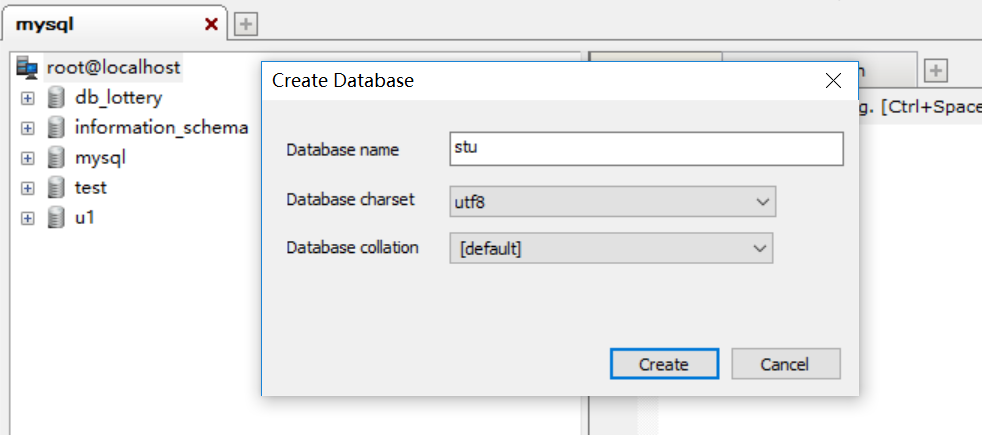 mysql
root@localhost
db_lottery
information_schema
mysql
test
u1
Create Database
Database name
stu
Database charset
utf8
Database collation
[default]
Create
Cancel
g. [Ctrl+Space